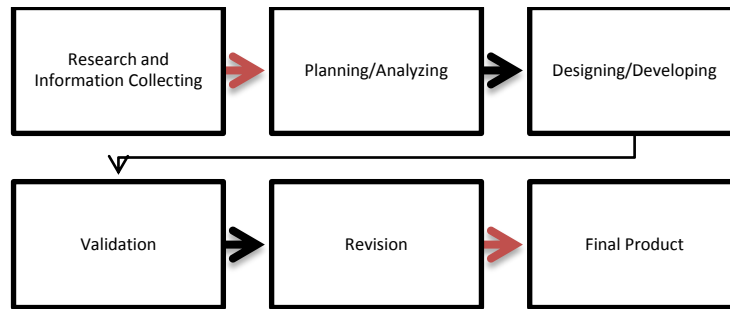 Research and
Information Collecting
Planning/Analyzing
Designing/Developing
Validation
Revision
Final Product